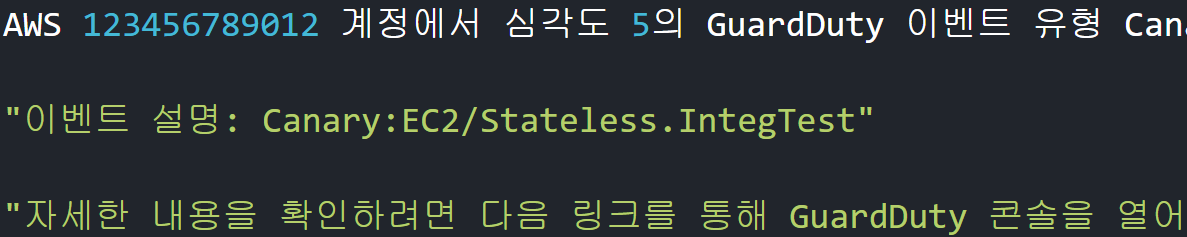 AWS 123456789012 계정에서 심각도 5의 GuardDuty 이벤트 유형
"이벤트 설명: Canary:EC2/Stateless.IntegTest"
"자세한 내용을 확인하려면 다음 링크를 통해 GuardDuty 콘솔을 열어